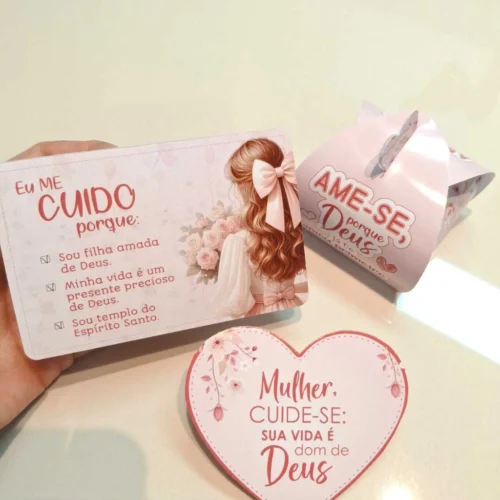 Eu me
CUIDO
porque:
Sou filha amada
de Deus.
Minha vida é um
presente precioso
de Deus.
Sou templo do
Espírito Santo.
AME-SE,
porque
Deus
Mulher,
CUIDE-SE:
SUA VIDA É
dom de
Deus